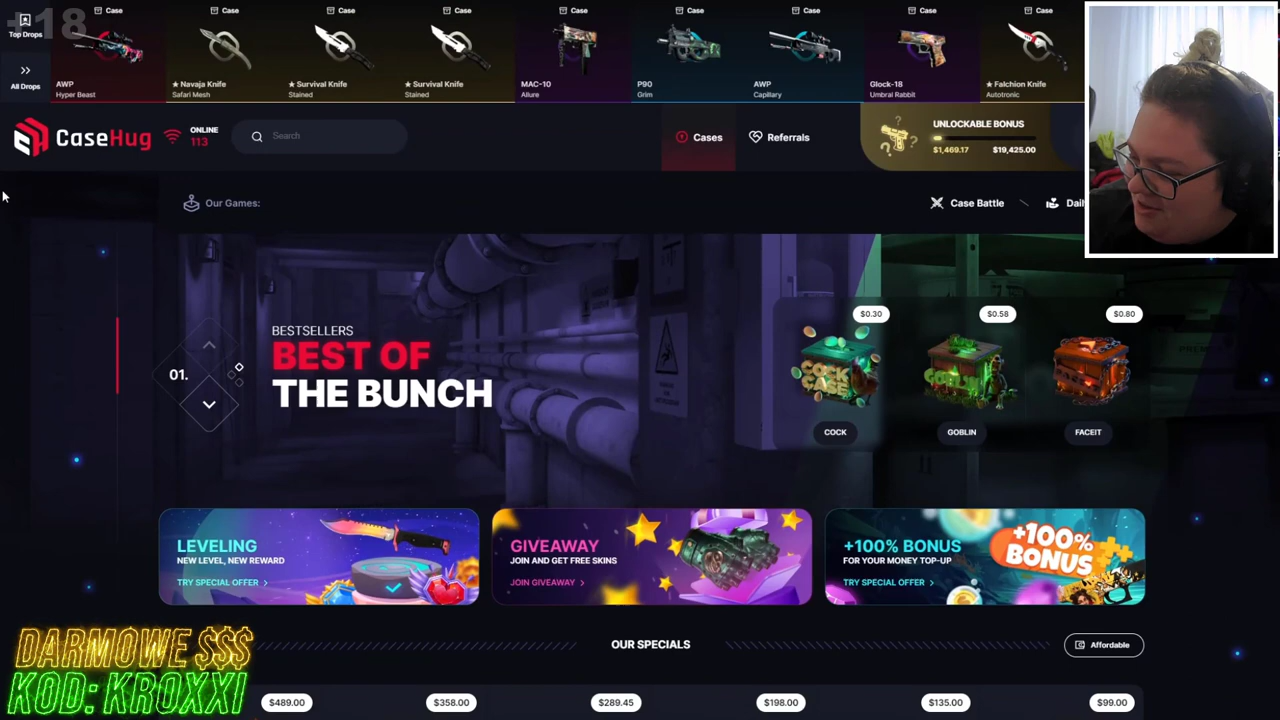 +18
Top Drops
All Drops
Case
AWP
Hyper Beast
Case
★ Navaja Knife
Safari Mesh
Case
★ Survival Knife
Stained
Case
★ Survival Knife
Stained
Case
MAC-10
Allure
Case
P90
Grim
Case
AWP
Capillary
Case
Glock-18
Umbral Rabbit
Case
★ Falchion Knife
Autotronic
CaseHug
ONLINE
113
Search
Cases
Referrals
UNLOCKABLE BONUS
$1,469.17 $19,425.00
Our Games:
Case Battle
BESTSELLERS
BEST OF
THE BUNCH
01.
$0.30
COCK
CASE
COCK
$0.58
GOBLIN
GOBLIN
$0.80
FACEIT
LEVELING
NEW LEVEL, NEW REWARD
TRY SPECIAL OFFER >
GIVEAWAY
JOIN AND GET FREE SKINS
JOIN GIVEAWAY >
+100% BONUS
FOR YOUR MONEY TOP-UP
TRY SPECIAL OFFER >
+100%
BONUS
OUR SPECIALS
Affordable
DARMOWE $$$
KOD: KROXXI
$489.00
$358.00
$289.45
$198.00
$135.00
$99.00